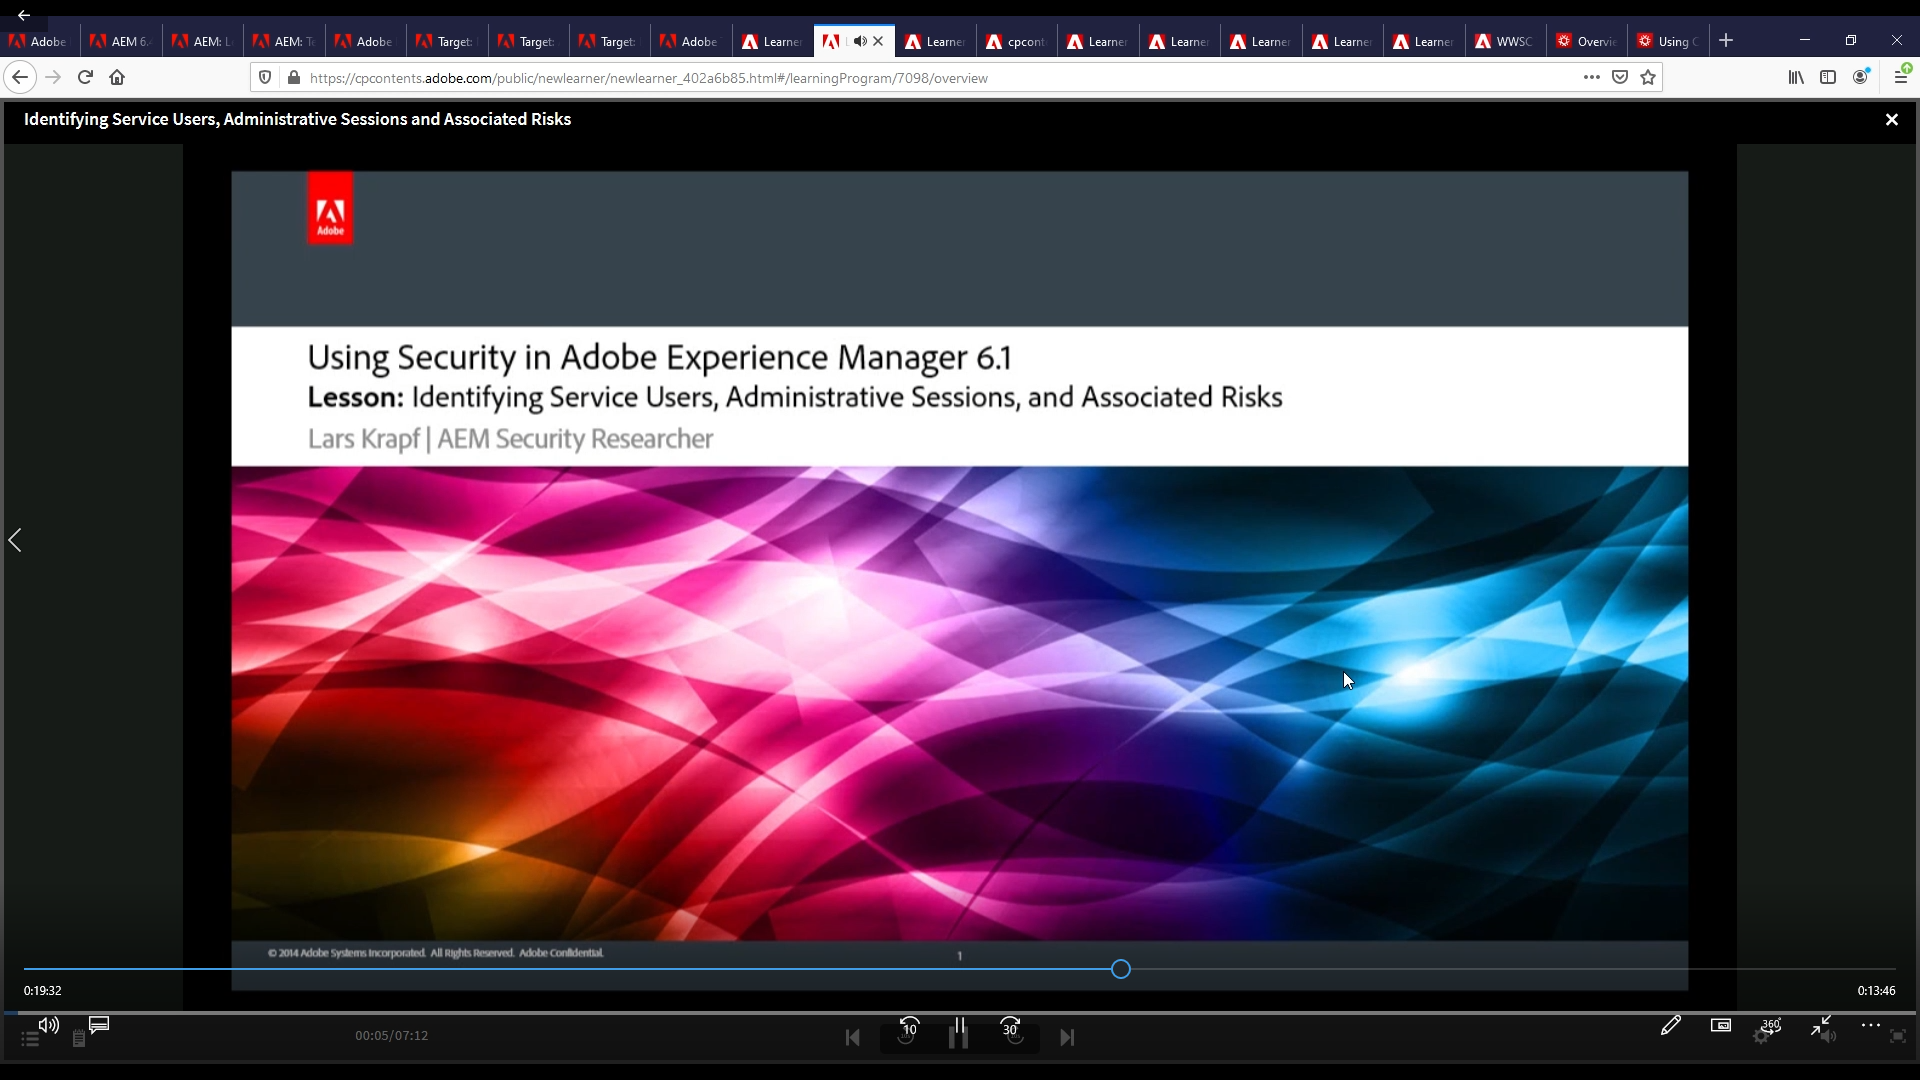 Adobe
AEM 6.
AEM: L
AEM: Te
Adobe
Target:
Target:
Target:
Adobe
Learner
Learner
cpcont
Learner
Learner
Learner
Learner
Learner
WWSC
Overvie
Using C
https://cpcontents.adobe.com/public/newlearner/newlearner_402a6b85.html#/learningProgram/7098/overview
Identifying Service Users, Administrative Sessions and Associated Risks
Adobe
Using Security in Adobe Experience Manager 6.1
Lesson: Identifying Service Users, Administrative Sessions, and Associated Risks
Lars Krapf | AEM Security Researcher
© 2014 Adobe Systems Incorporated. All Rights Reserved. Adobe Confidential.
1
0:19:32
0:13:46
00:05/07:12
10
30
360°